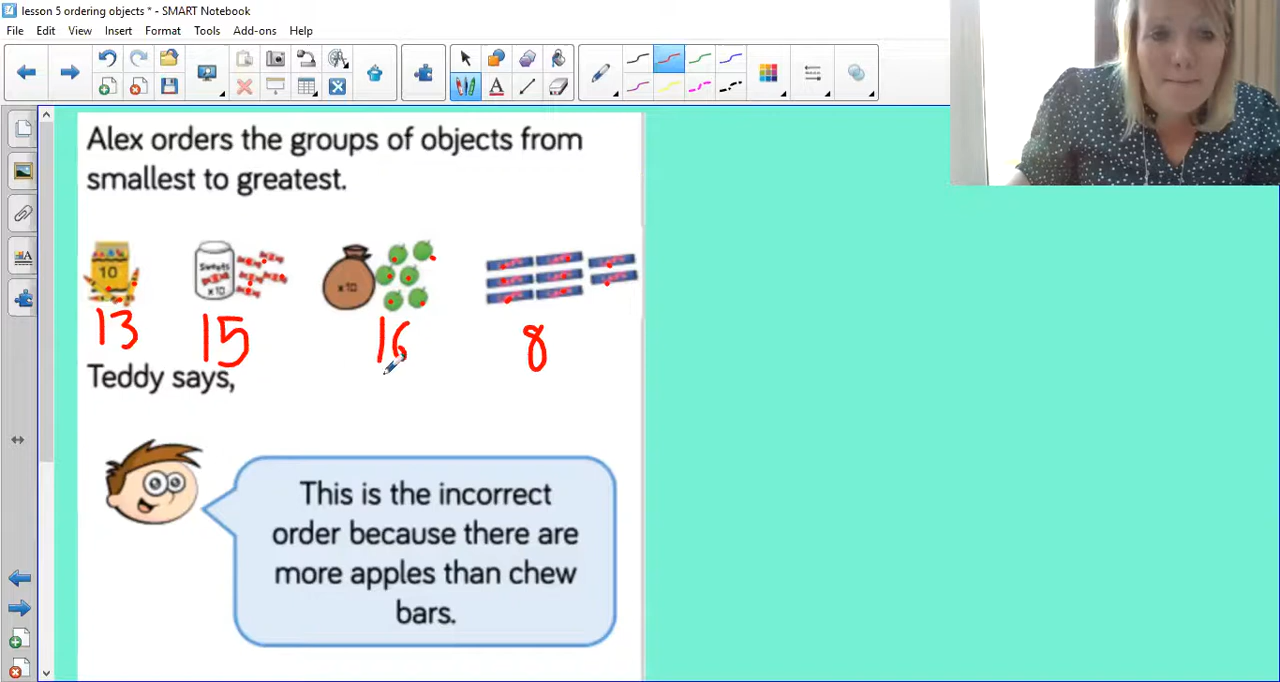 lesson 5 ordering objects * - SMART Notebook
File Edit View Insert Format Tools Add-ons Help
Alex orders the groups of objects from
smallest to greatest.
10
Sweets
x10
x10
13 15 16 8
Teddy says,
This is the incorrect
order because there are
more apples than chew
bars.